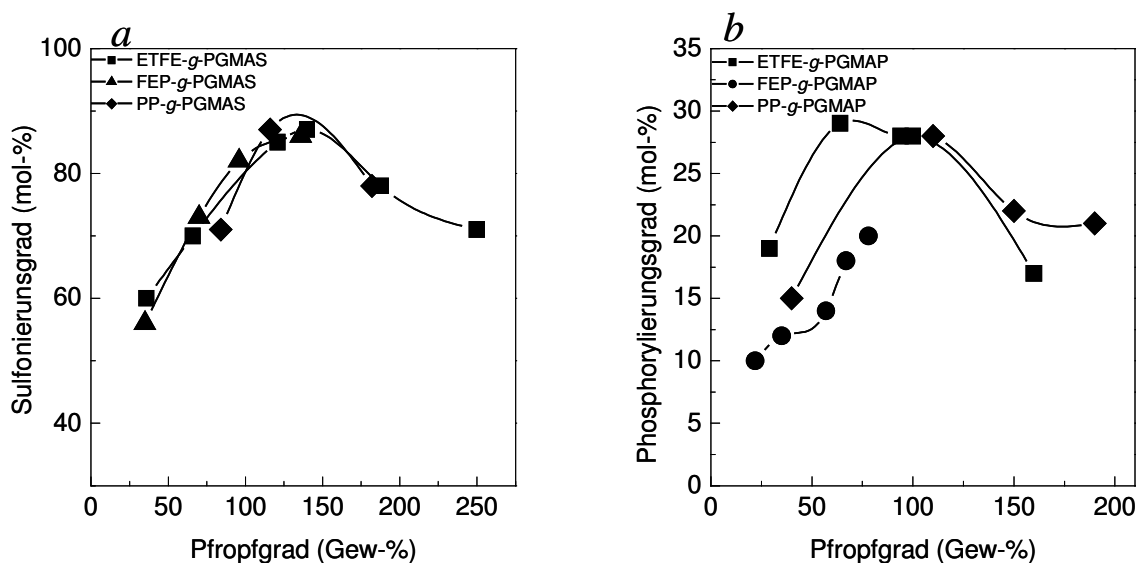 a
ETFE-g-PGMAS
FEP-g-PGMAS
PP-g-PGMAS
Sulfonierunsgrad (mol-%)
100
80
60
40
0 50 100 150 200 250
Pfropfgrad (Gew-%)
b
ETFE-g-PGMAP
FEP-g-PGMAP
PP-g-PGMAP
Phosphorylierungsgrad (mol-%)
35
30
25
20
15
10
5
0
0 50 100 150 200
Pfropfgrad (Gew-%)